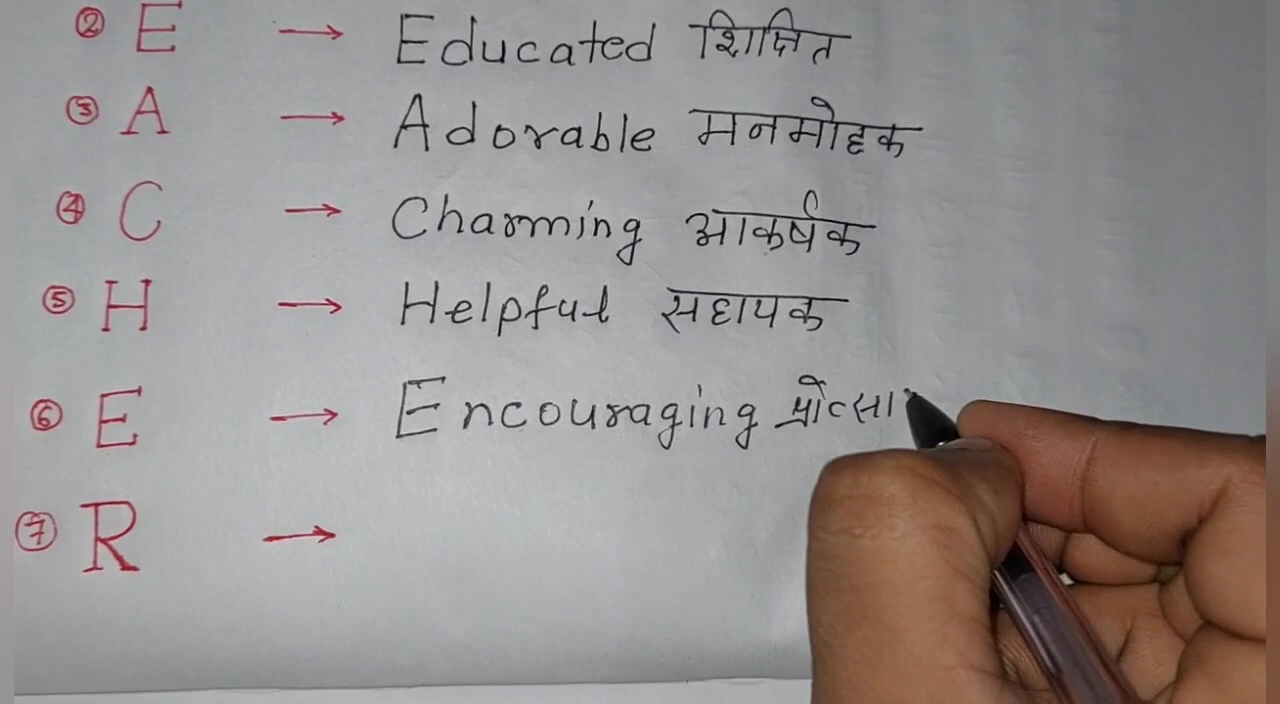 ② E → Educated शिक्षित
③ A → Adorable मनमोहक
④ C → Charming आकर्षक
⑤ H → Helpful सहायक
⑥ E → Encouraging प्रोत्सा
⑦ R →